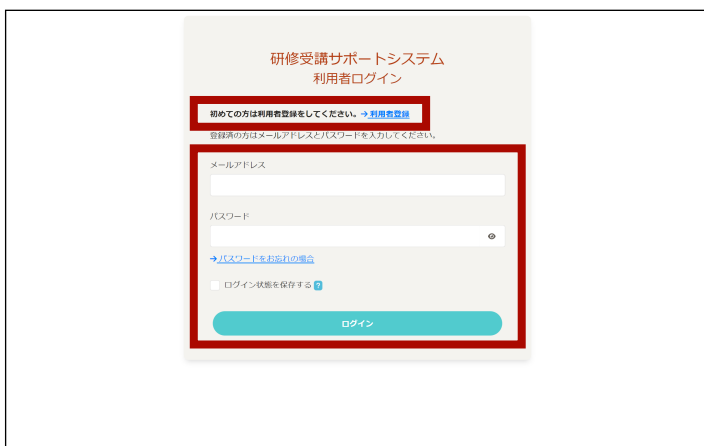 研修受講サポートシステム
利用者ログイン
初めての方は利用者登録をしてください。→ 利用者登録
登録済の方はメールアドレスとパスワードを入力してください。
メールアドレス
パスワード
→ パスワードをお忘れの場合
ログイン状態を保存する ?
ログイン